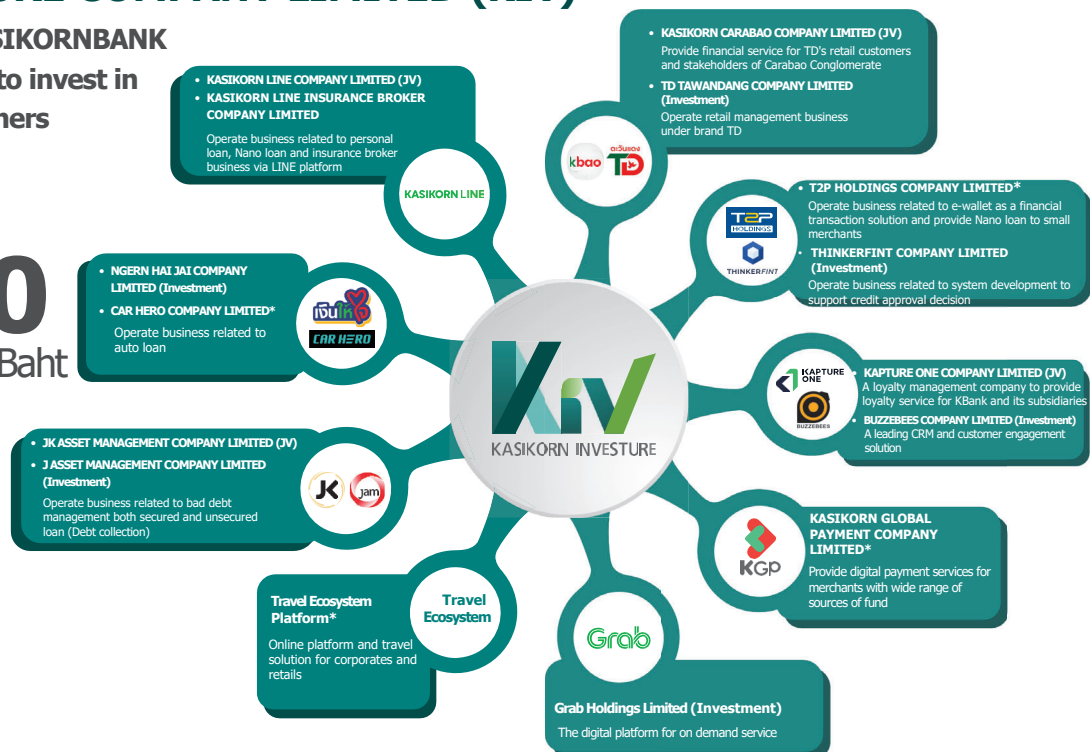 SIKORNBANK
to invest in
ners
0
Baht
• KASIKORN LINE COMPANY LIMITED (JV)
• KASIKORN LINE INSURANCE BROKER
COMPANY LIMITED
Operate business related to personal
loan, Nano loan and insurance broker
business via LINE platform
KASIKORN LINE
• KASIKORN CARABAO COMPANY LIMITED (JV)
Provide financial service for TD's retail customers
and stakeholders of Carabao Conglomerate
• TD TAWANDANG COMPANY LIMITED
(Investment)
Operate retail management business
under brand TD
kbao
ตะวันแดง
TD
• T2P HOLDINGS COMPANY LIMITED*
Operate business related to e-wallet as a financial
transaction solution and provide Nano loan to small
merchants
• THINKERFINT COMPANY LIMITED
(Investment)
Operate business related to system development to
support credit approval decision
T2P
HOLDINGS
THINKERFINT
• NGERN HAI JAI COMPANY
LIMITED (Investment)
• CAR HERO COMPANY LIMITED*
Operate business related to
auto loan
เงินให้ใจ
CAR HERO
KIV
KASIKORN INVESTURE
KAPTURE
ONE
BUZZEBEES
• KAPTURE ONE COMPANY LIMITED (JV)
A loyalty management company to provide
loyalty service for KBank and its subsidiaries
• BUZZEBEES COMPANY LIMITED (Investment)
A leading CRM and customer engagement
solution
• JK ASSET MANAGEMENT COMPANY LIMITED (JV)
• J ASSET MANAGEMENT COMPANY LIMITED
(Investment)
Operate business related to bad debt
management both secured and unsecured
loan (Debt collection)
JK
jam
KGP
KASIKORN GLOBAL
PAYMENT COMPANY
LIMITED*
Provide digital payment services for
merchants with wide range of
sources of fund
Travel Ecosystem
Platform*
Online platform and travel
solution for corporates and
retails
Travel
Ecosystem
Grab
Grab Holdings Limited (Investment)
The digital platform for on demand service